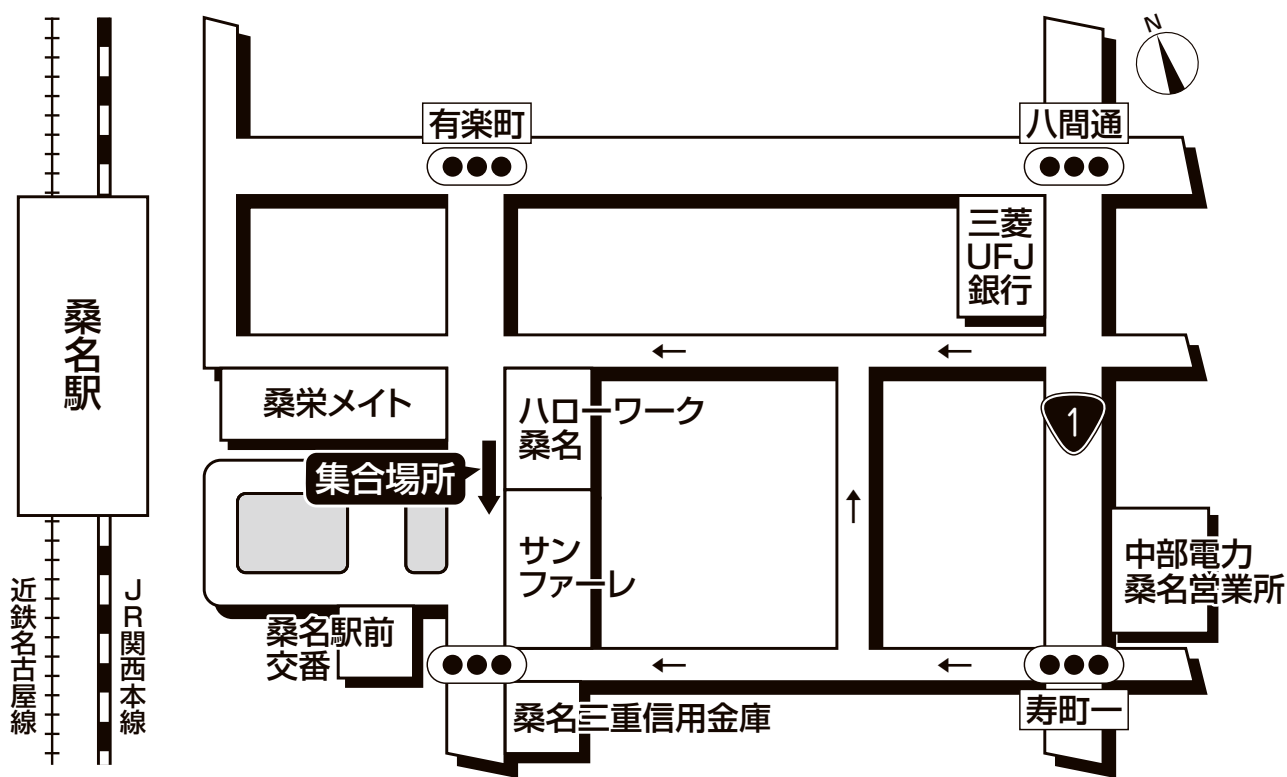 N
有楽町
八間通
三菱
UFJ
銀行
桑名駅
桑栄メイト
ハローワーク
桑名
1
集合場所
サン
ファーレ
中部電力
桑名営業所
近鉄名古屋線
JR関西本線
桑名駅前
交番
桑名三重信用金庫
寿町一